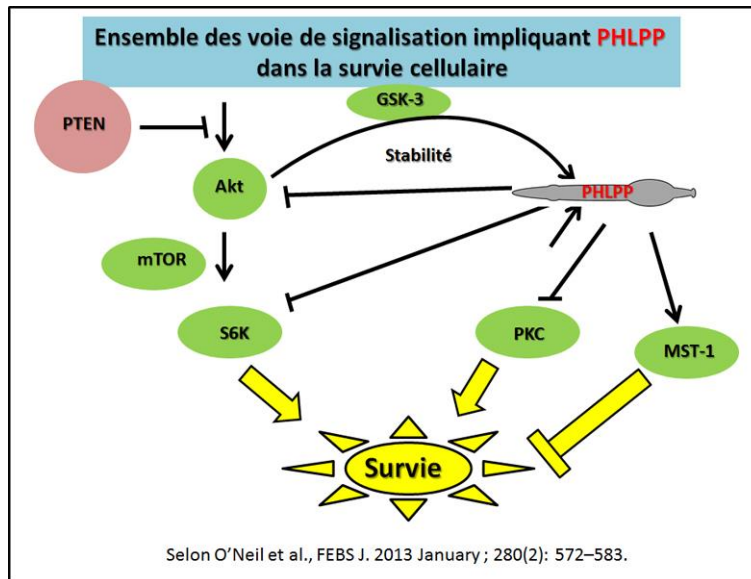 Ensemble des voie de signalisation impliquant PHLPP
dans la survie cellulaire
GSK-3
PTEN
Stabilité
Akt
PHLPP
mTOR
S6K
PKC
MST-1
Survie
Selon O'Neil et al., FEBS J. 2013 January ; 280(2): 572–583.